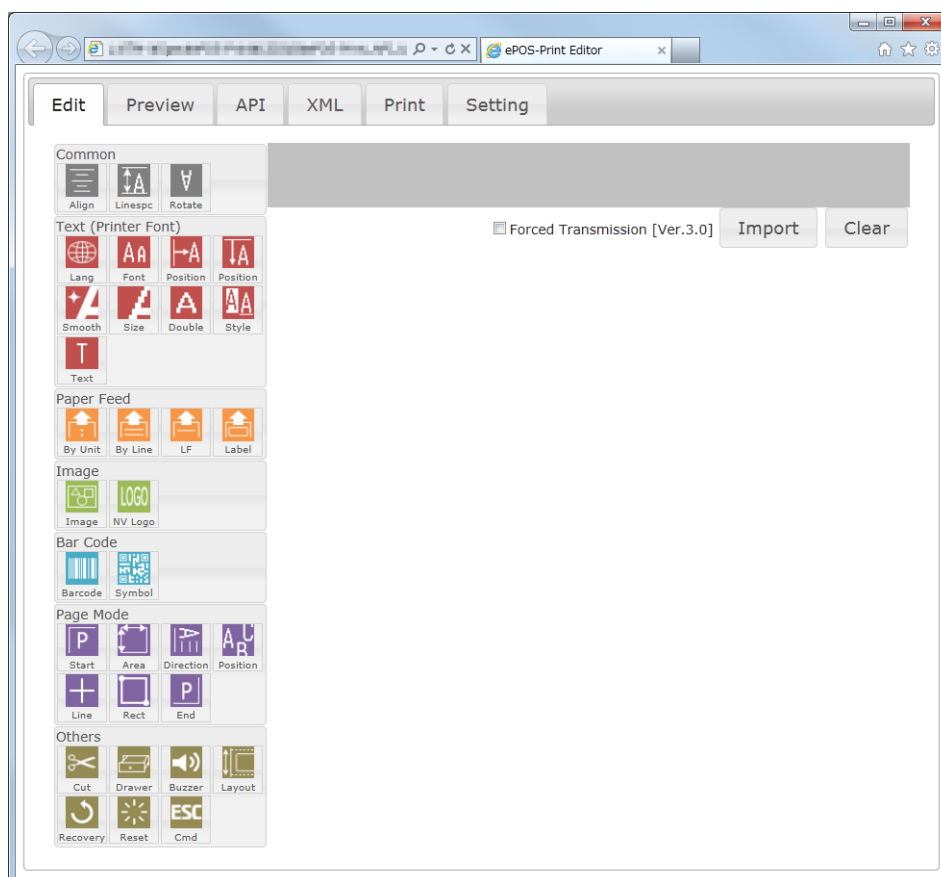 ePOS-Print Editor
Edit Preview API XML Print Setting
Common
Align Linespc Rotate
Forced Transmission [Ver.3.0] Import Clear
Text (Printer Font)
Lang Font Position Position
Smooth Size Double Style
Text
Paper Feed
By Unit By Line LF Label
Image
LOGO
Image NV Logo
Bar Code
Barcode Symbol
Page Mode
Start Area Direction Position
Line Rect End
Others
Cut Drawer Buzzer Layout
ESC
Recovery Reset Cmd